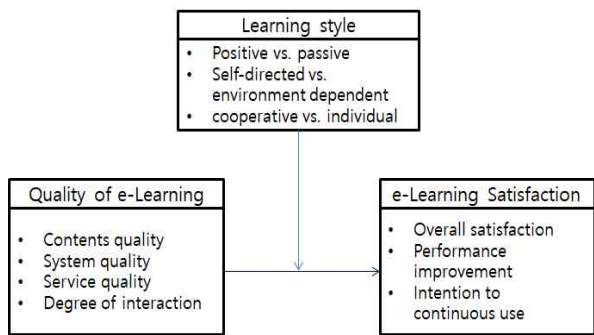 Learning style
• Positive vs. passive
• Self-directed vs.
environment dependent
• cooperative vs. individual
Quality of e-Learning
• Contents quality
• System quality
• Service quality
• Degree of interaction
e-Learning Satisfaction
• Overall satisfaction
• Performance
improvement
• Intention to
continuous use